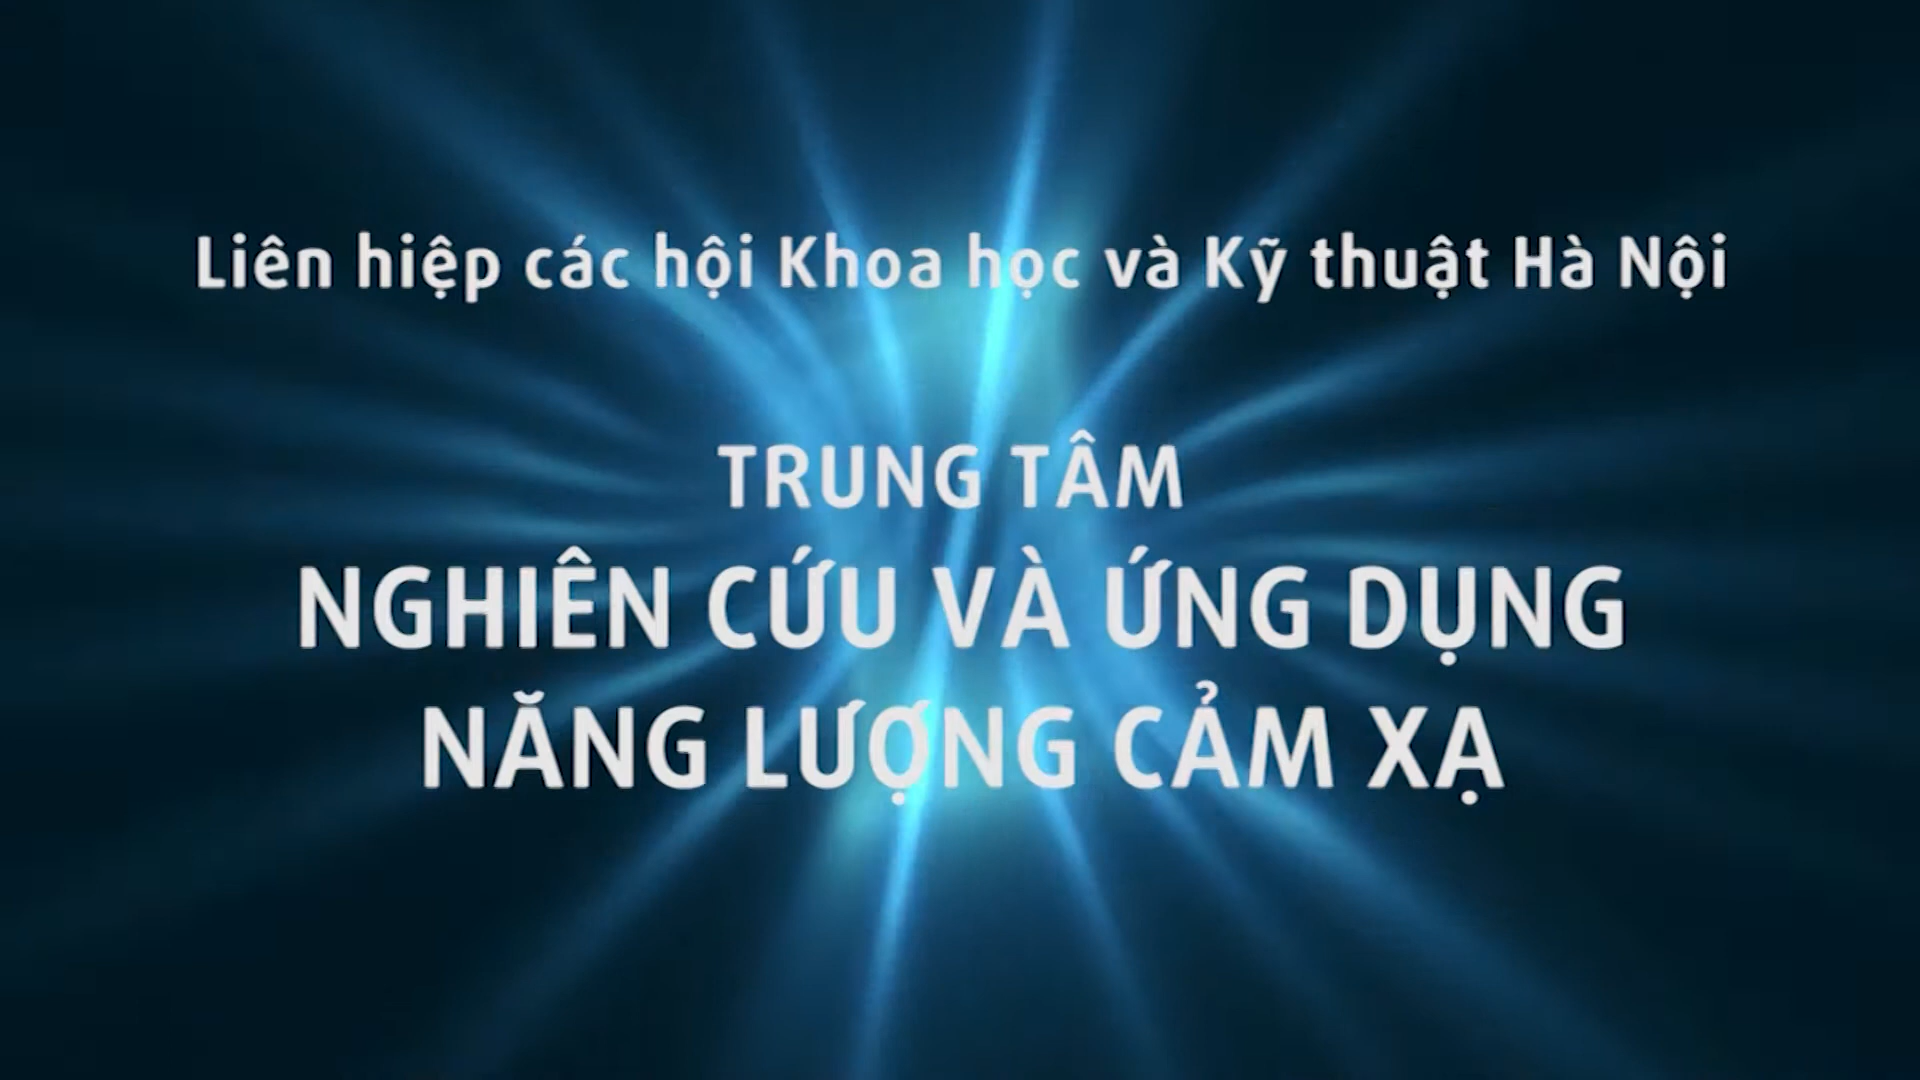 Liên hiệp các hội Khoa học và Kỹ thuật Hà Nội
TRUNG TÂM
NGHIÊN CỨU VÀ ỨNG DỤNG
NĂNG LƯỢNG CẢM XẠ